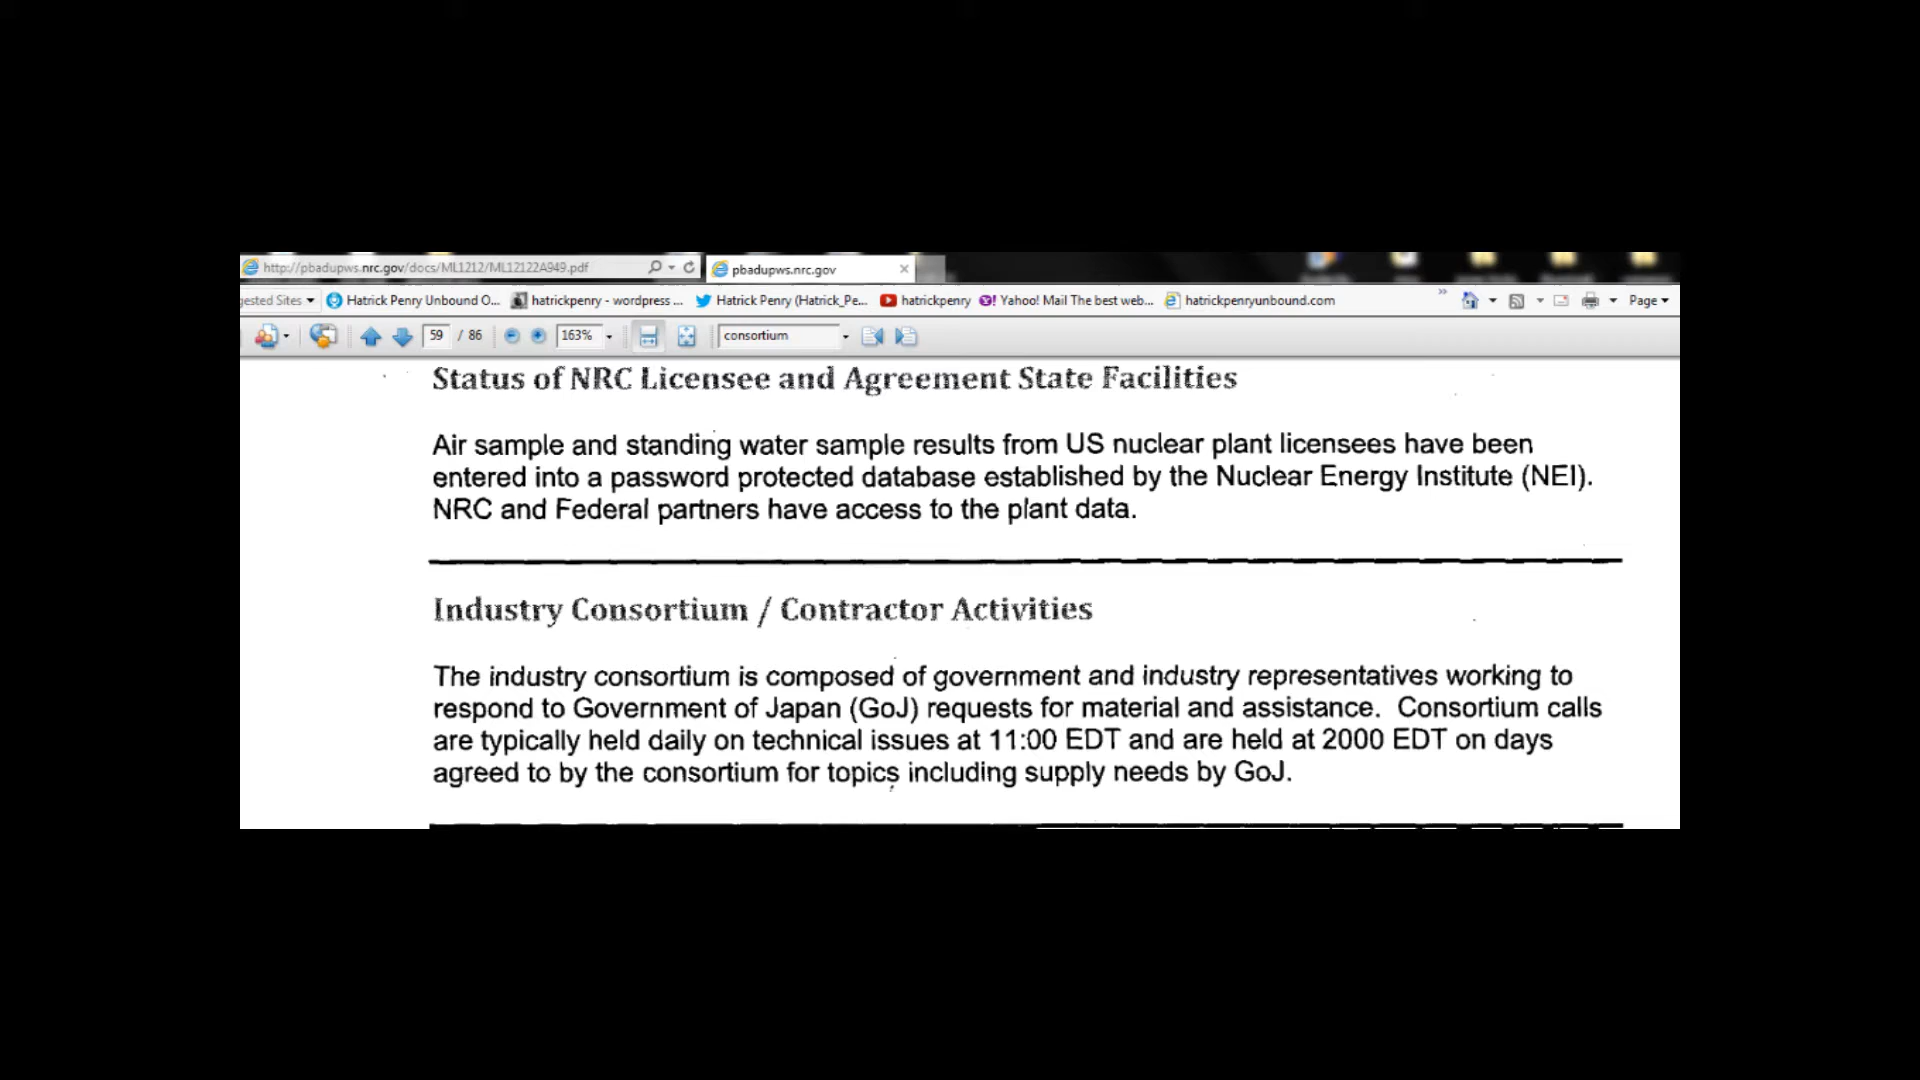 http://pbadupws.nrc.gov/docs/ML1212/ML12122A949.pdf pbadupws.nrc.gov
gested Sites Hatrick Penry Unbound O... hatrickpenry - wordpress ... Hatrick Penry (Hatrick_Pe... hatrickpenry Yahoo! Mail The best web... hatrickpenryunbound.com Page
59 / 86 163% consortium
Status of NRC Licensee and Agreement State Facilities
Air sample and standing water sample results from US nuclear plant licensees have been
entered into a password protected database established by the Nuclear Energy Institute (NEI).
NRC and Federal partners have access to the plant data.
Industry Consortium / Contractor Activities
The industry consortium is composed of government and industry representatives working to
respond to Government of Japan (GoJ) requests for material and assistance. Consortium calls
are typically held daily on technical issues at 11:00 EDT and are held at 2000 EDT on days
agreed to by the consortium for topics including supply needs by GoJ.